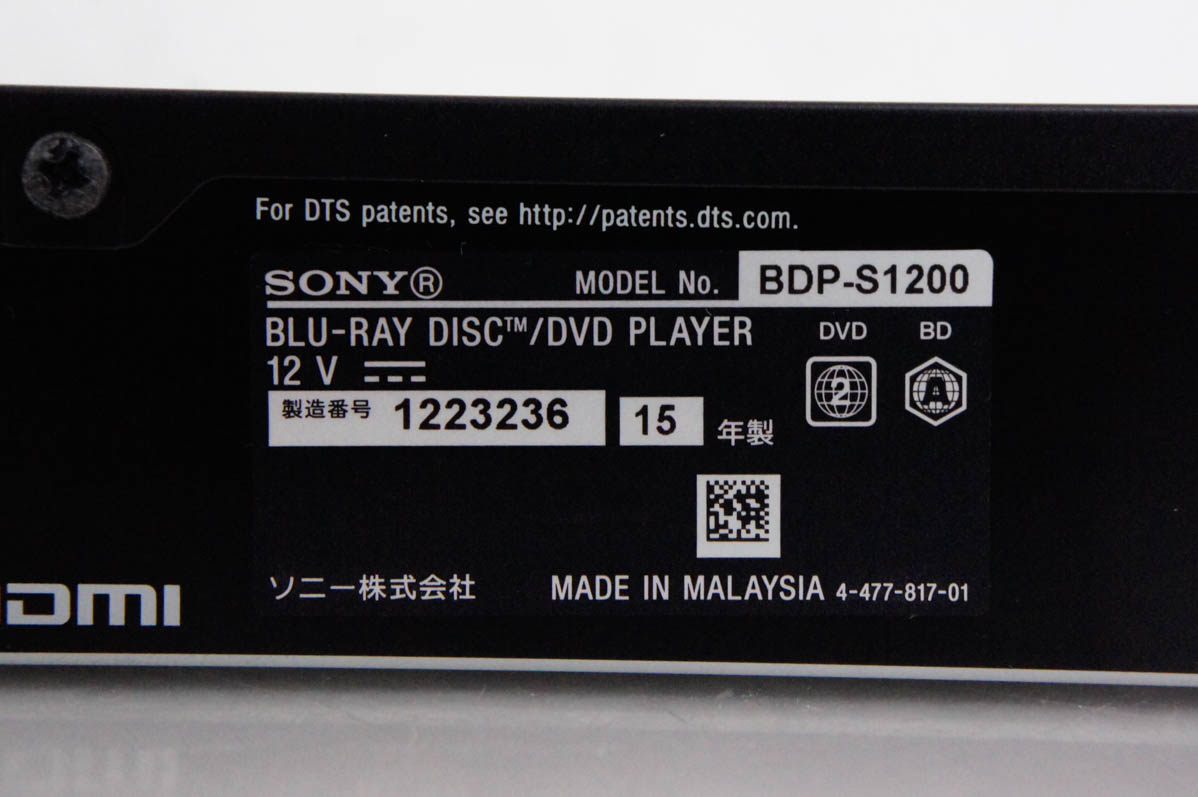 For DTS patents, see http://patents.dts.com.
SONY® MODEL No. BDP-S1200
BLU-RAY DISC™/DVD PLAYER DVD BD
12 V ⎓ 2 A
製造番号 1223236 15 年製
ソニー株式会社 MADE IN MALAYSIA 4-477-817-01
HDMI